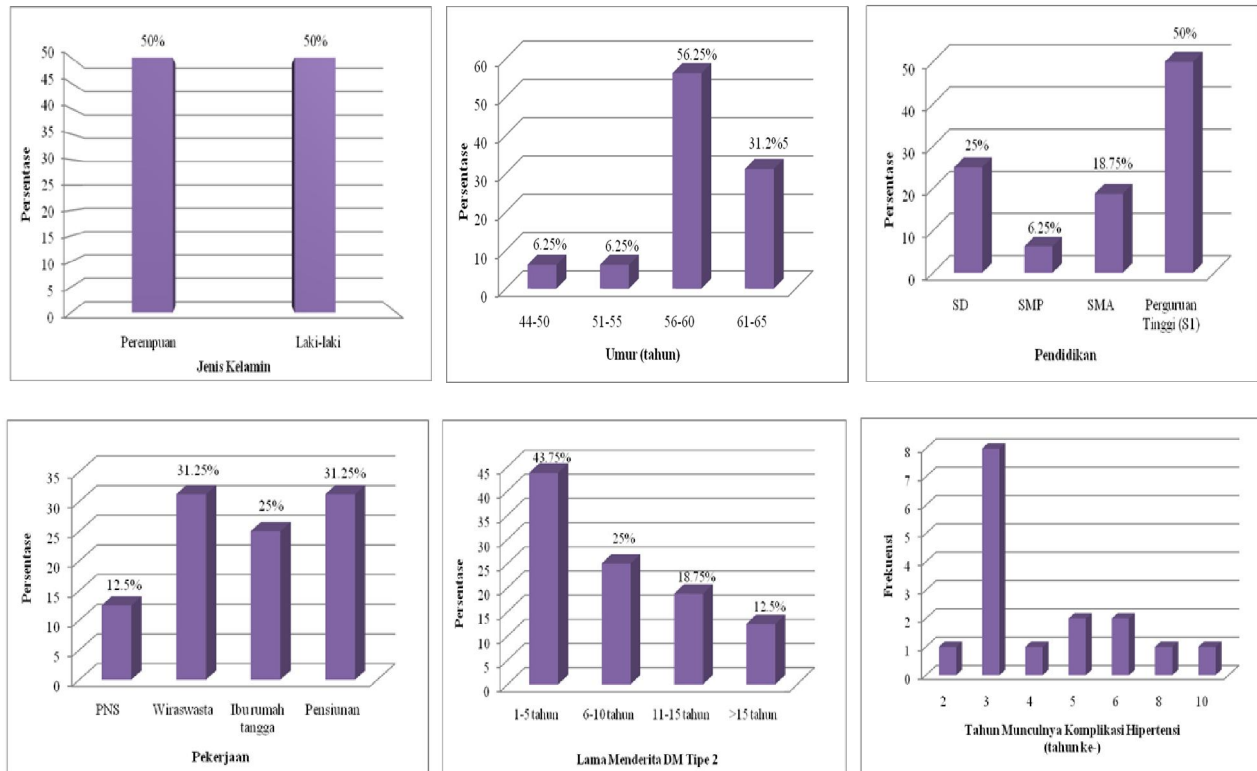 50%
50%
50
45
40
35
30
25
20
15
10
5
0
Persentase
Perempuan
Laki-laki
Jenis Kelamin
56.25%
31.2%5
6.25%
6.25%
60
50
40
30
20
10
0
Persentase
44-50
51-55
56-60
61-65
Umur (tahun)
50%
25%
18.75%
6.25%
50
40
30
20
10
0
Persentase
SD
SMP
SMA
Perguruan
Tinggi (S1)
Pendidikan
31.25%
31.25%
25%
12.5%
35
30
25
20
15
10
5
0
Persentase
PNS
Wiraswasta
Ibu rumah
tangga
Pensiunan
Pekerjaan
43.75%
25%
18.75%
12.5%
45
40
35
30
25
20
15
10
5
0
Persentase
1-5 tahun
6-10 tahun
11-15 tahun
>15 tahun
Lama Menderita DM Tipe 2
8
7
6
5
4
3
2
1
0
Frekuensi
2
3
4
5
6
8
10
Tahun Munculnya Komplikasi Hipertensi
(tahun ke-)